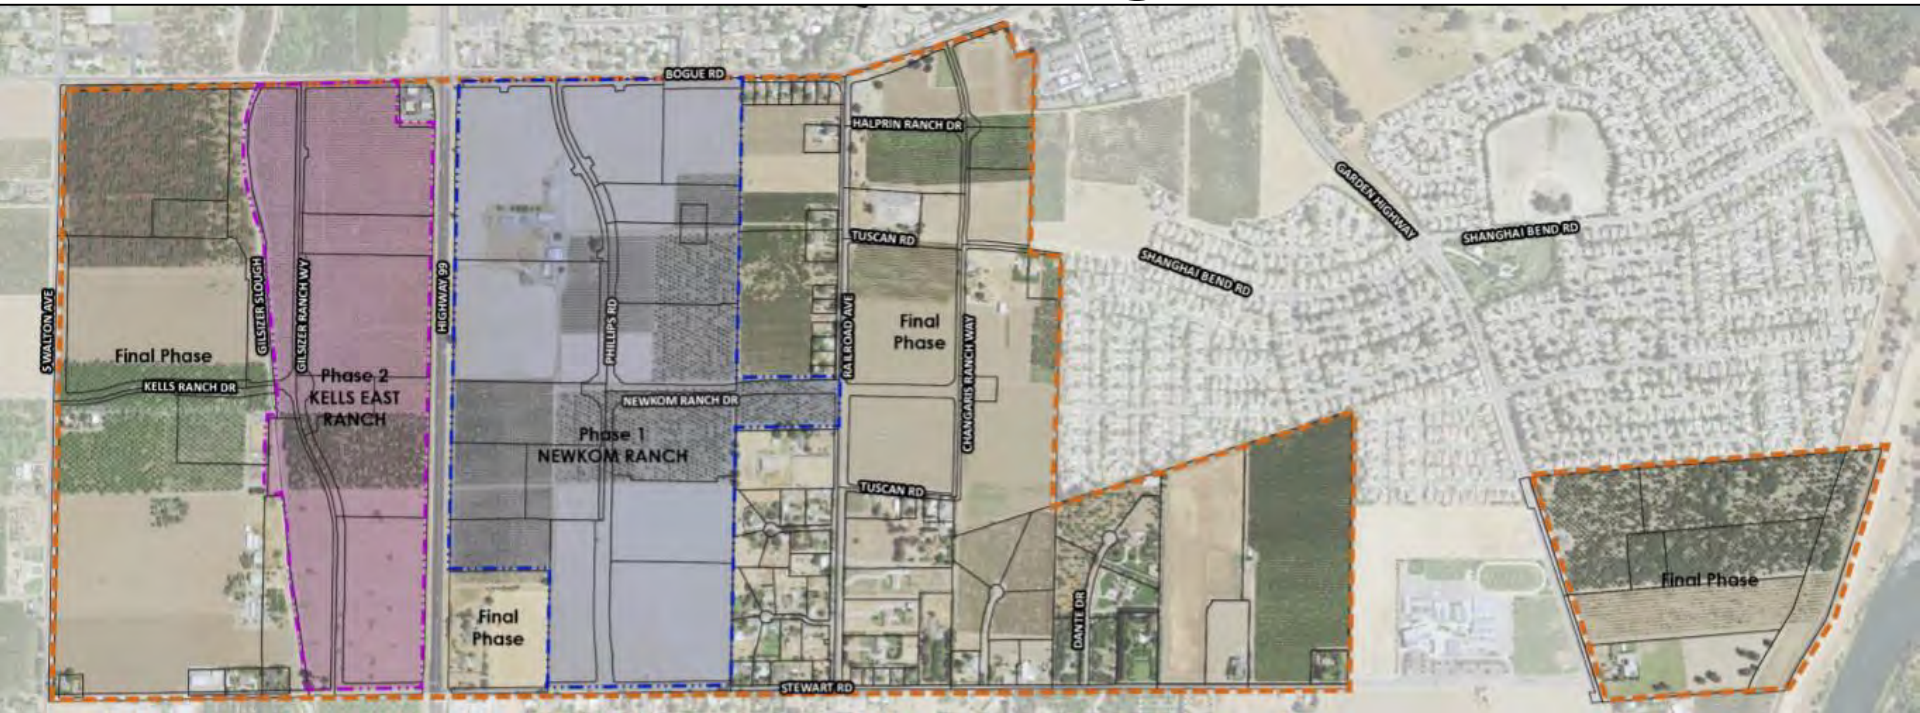 BOGUE RD
HALPRIN RANCH DR
GARDEN HIGHWAY
SHANGHAI BEND RD
TUSCAN RD
SHANGHAI BEND RD
S WALTON AVE
GILSIZER SLOUGH
GILSIZER RANCH WY
HIGHWAY 99
PHILLIPS RD
RAILROAD AVE
Final
Phase
CHANGARIS RANCH WAY
Final Phase
KELLS RANCH DR
Phase 2
KELLS EAST
RANCH
NEWKOM RANCH DR
Phase 1
NEWKOM RANCH
TUSCAN RD
Final Phase
Final
Phase
DANTE DR
STEWART RD